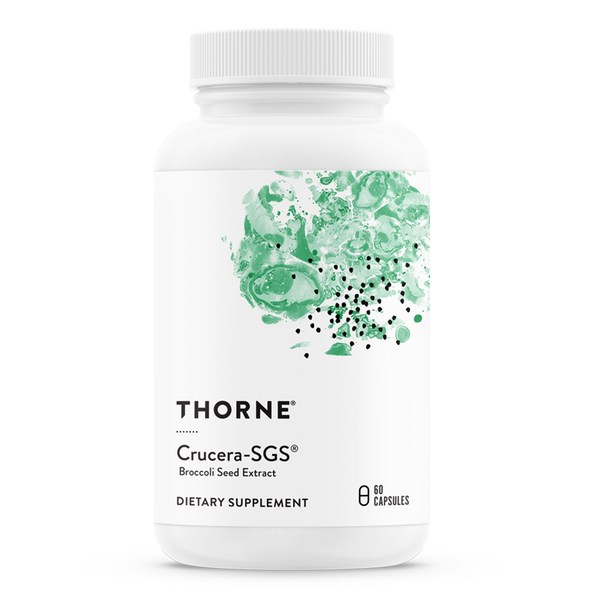 THORNE®
Crucera-SGS®
Broccoli Seed Extract
DIETARY SUPPLEMENT
60
CAPSULES